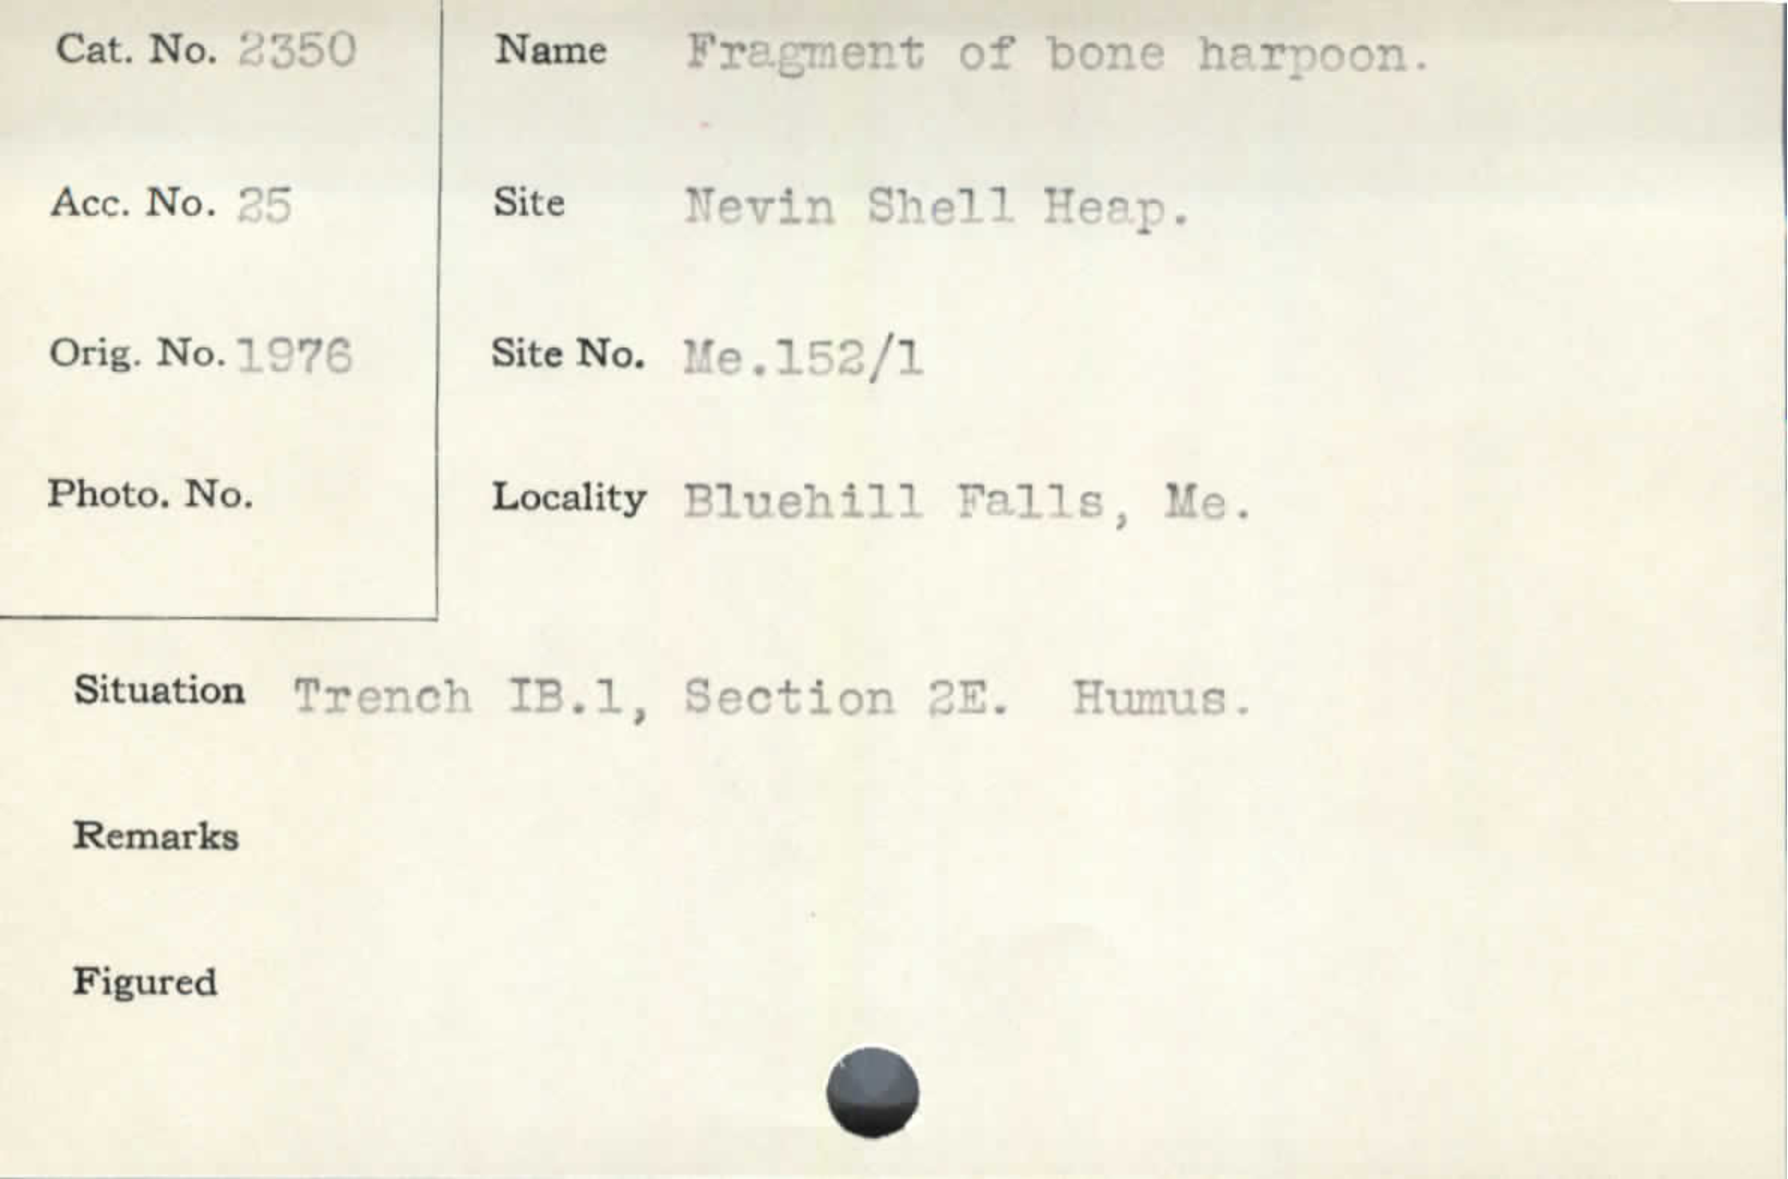 Cat. No. 2350
Name Fragment of bone harpoon.
Acc. No. 25
Site Nevin Shell Heap.
Orig. No. 1976
Site No. Me.152/1
Photo. No.
Locality Bluehill Falls, Me.
Situation Trench IB.1, Section 2E. Humus.
Remarks
Figured